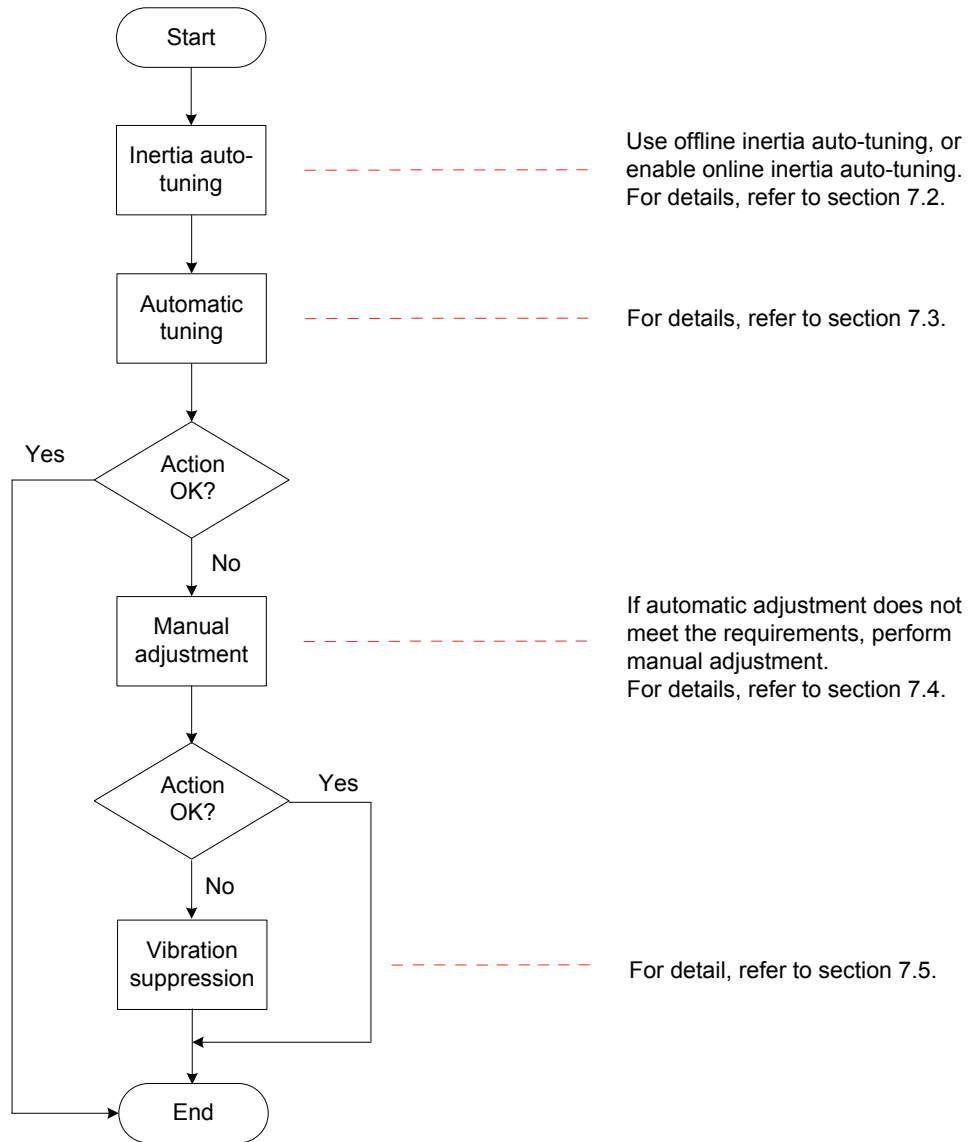 Start
Inertia auto-
tuning
Use offline inertia auto-tuning, or
enable online inertia auto-tuning.
For details, refer to section 7.2.
Automatic
tuning
For details, refer to section 7.3.
Yes
Action
OK?
No
Manual
adjustment
If automatic adjustment does not
meet the requirements, perform
manual adjustment.
For details, refer to section 7.4.
Action
OK?
Yes
No
Vibration
suppression
For detail, refer to section 7.5.
End